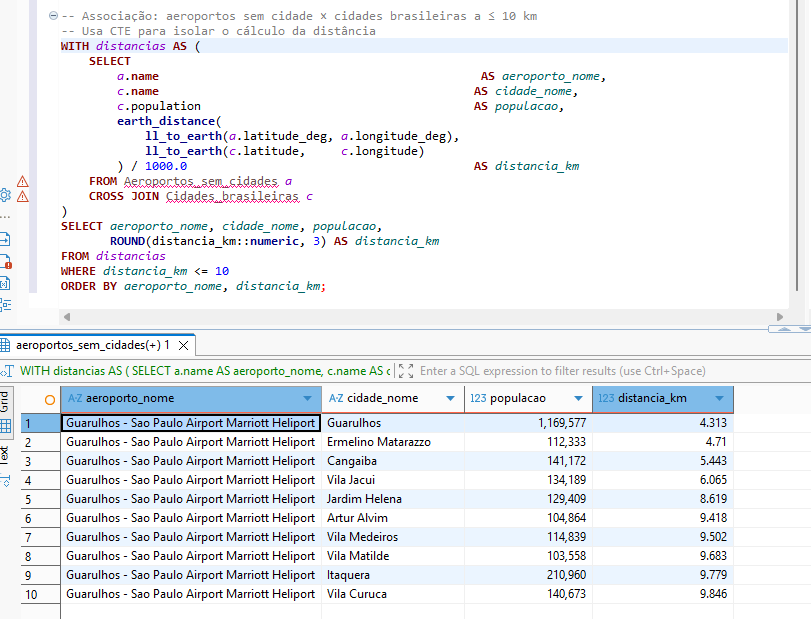 -- Associação: aeroportos sem cidade × cidades brasileiras a ≤ 10 km
-- Usa CTE para isolar o cálculo da distância
WITH distancias AS (
SELECT
a.name AS aeroporto_nome,
c.name AS cidade_nome,
c.population AS populacao,
earth_distance(
ll_to_earth(a.latitude_deg, a.longitude_deg),
ll_to_earth(c.latitude, c.longitude)
) / 1000.0 AS distancia_km
FROM Aeroportos_sem_cidades a
CROSS JOIN Cidades_brasileiras c
)
SELECT aeroporto_nome, cidade_nome, populacao,
ROUND(distancia_km::numeric, 3) AS distancia_km
FROM distancias
WHERE distancia_km <= 10
ORDER BY aeroporto_nome, distancia_km;
aeroportos_sem_cidades(+) 1
WITH distancias AS ( SELECT a.name AS aeroporto_nome, c.name AS c Enter a SQL expression to filter results (use Ctrl+Space)
Grid
Text
A-Z aeroporto_nome A-Z cidade_nome 123 populacao 123 distancia_km
1 Guarulhos - Sao Paulo Airport Marriott Heliport Guarulhos 1,169,577 4.313
2 Guarulhos - Sao Paulo Airport Marriott Heliport Ermelino Matarazzo 112,333 4.71
3 Guarulhos - Sao Paulo Airport Marriott Heliport Cangaiba 141,172 5.443
4 Guarulhos - Sao Paulo Airport Marriott Heliport Vila Jacui 134,189 6.065
5 Guarulhos - Sao Paulo Airport Marriott Heliport Jardim Helena 129,409 8.619
6 Guarulhos - Sao Paulo Airport Marriott Heliport Artur Alvim 104,864 9.418
7 Guarulhos - Sao Paulo Airport Marriott Heliport Vila Medeiros 114,839 9.502
8 Guarulhos - Sao Paulo Airport Marriott Heliport Vila Matilde 103,558 9.683
9 Guarulhos - Sao Paulo Airport Marriott Heliport Itaquera 210,960 9.779
10 Guarulhos - Sao Paulo Airport Marriott Heliport Vila Curuca 140,673 9.846